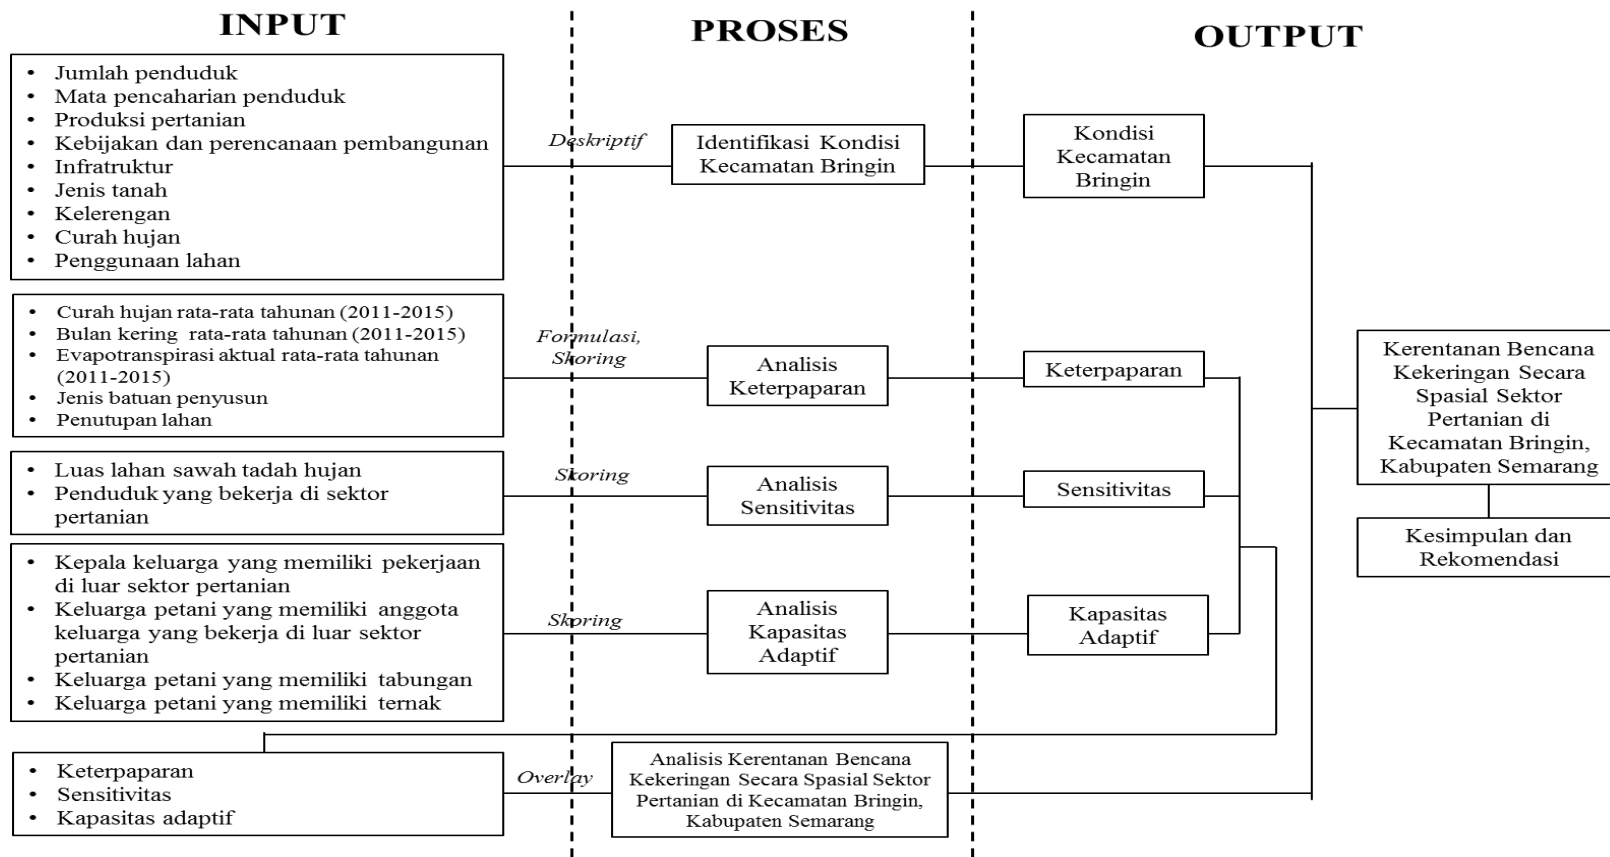 INPUT
PROSES
OUTPUT
• Jumlah penduduk
• Mata pencaharian penduduk
• Produksi pertanian
• Kebijakan dan perencanaan pembangunan
• Infratruktur
• Jenis tanah
• Kelerengan
• Curah hujan
• Penggunaan lahan
Deskriptif
Identifikasi Kondisi
Kecamatan Bringin
Kondisi
Kecamatan
Bringin
• Curah hujan rata-rata tahunan (2011-2015)
• Bulan kering rata-rata tahunan (2011-2015)
• Evapotranspirasi aktual rata-rata tahunan
(2011-2015)
• Jenis batuan penyusun
• Penutupan lahan
Formulasi,
Skoring
Analisis
Keterpaparan
Keterpaparan
• Luas lahan sawah tadah hujan
• Penduduk yang bekerja di sektor
pertanian
Skoring
Analisis
Sensitivitas
Sensitivitas
• Kepala keluarga yang memiliki pekerjaan
di luar sektor pertanian
• Keluarga petani yang memiliki anggota
keluarga yang bekerja di luar sektor
pertanian
• Keluarga petani yang memiliki tabungan
• Keluarga petani yang memiliki ternak
Skoring
Analisis
Kapasitas
Adaptif
Kapasitas
Adaptif
• Keterpaparan
• Sensitivitas
• Kapasitas adaptif
Overlay
Analisis Kerentanan Bencana
Kekeringan Secara Spasial Sektor
Pertanian di Kecamatan Bringin,
Kabupaten Semarang
Kerentanan Bencana
Kekeringan Secara
Spasial Sektor
Pertanian di
Kecamatan Bringin,
Kabupaten Semarang
Kesimpulan dan
Rekomendasi